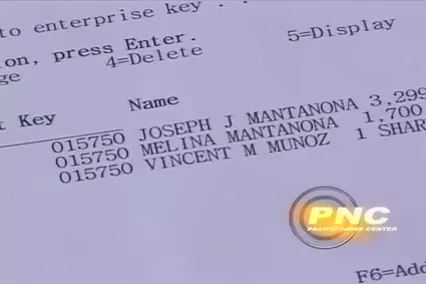 to enterprise key . .
on, press Enter.
ge 4=Delete 5=Display
Key Name
015750 JOSEPH J MANTANONA 3,299
015750 MELINA MANTANONA 1,700
015750 VINCENT M MUNOZ 1 SHAR
PNC
PACIFIC NEWS CENTER
F6=Add